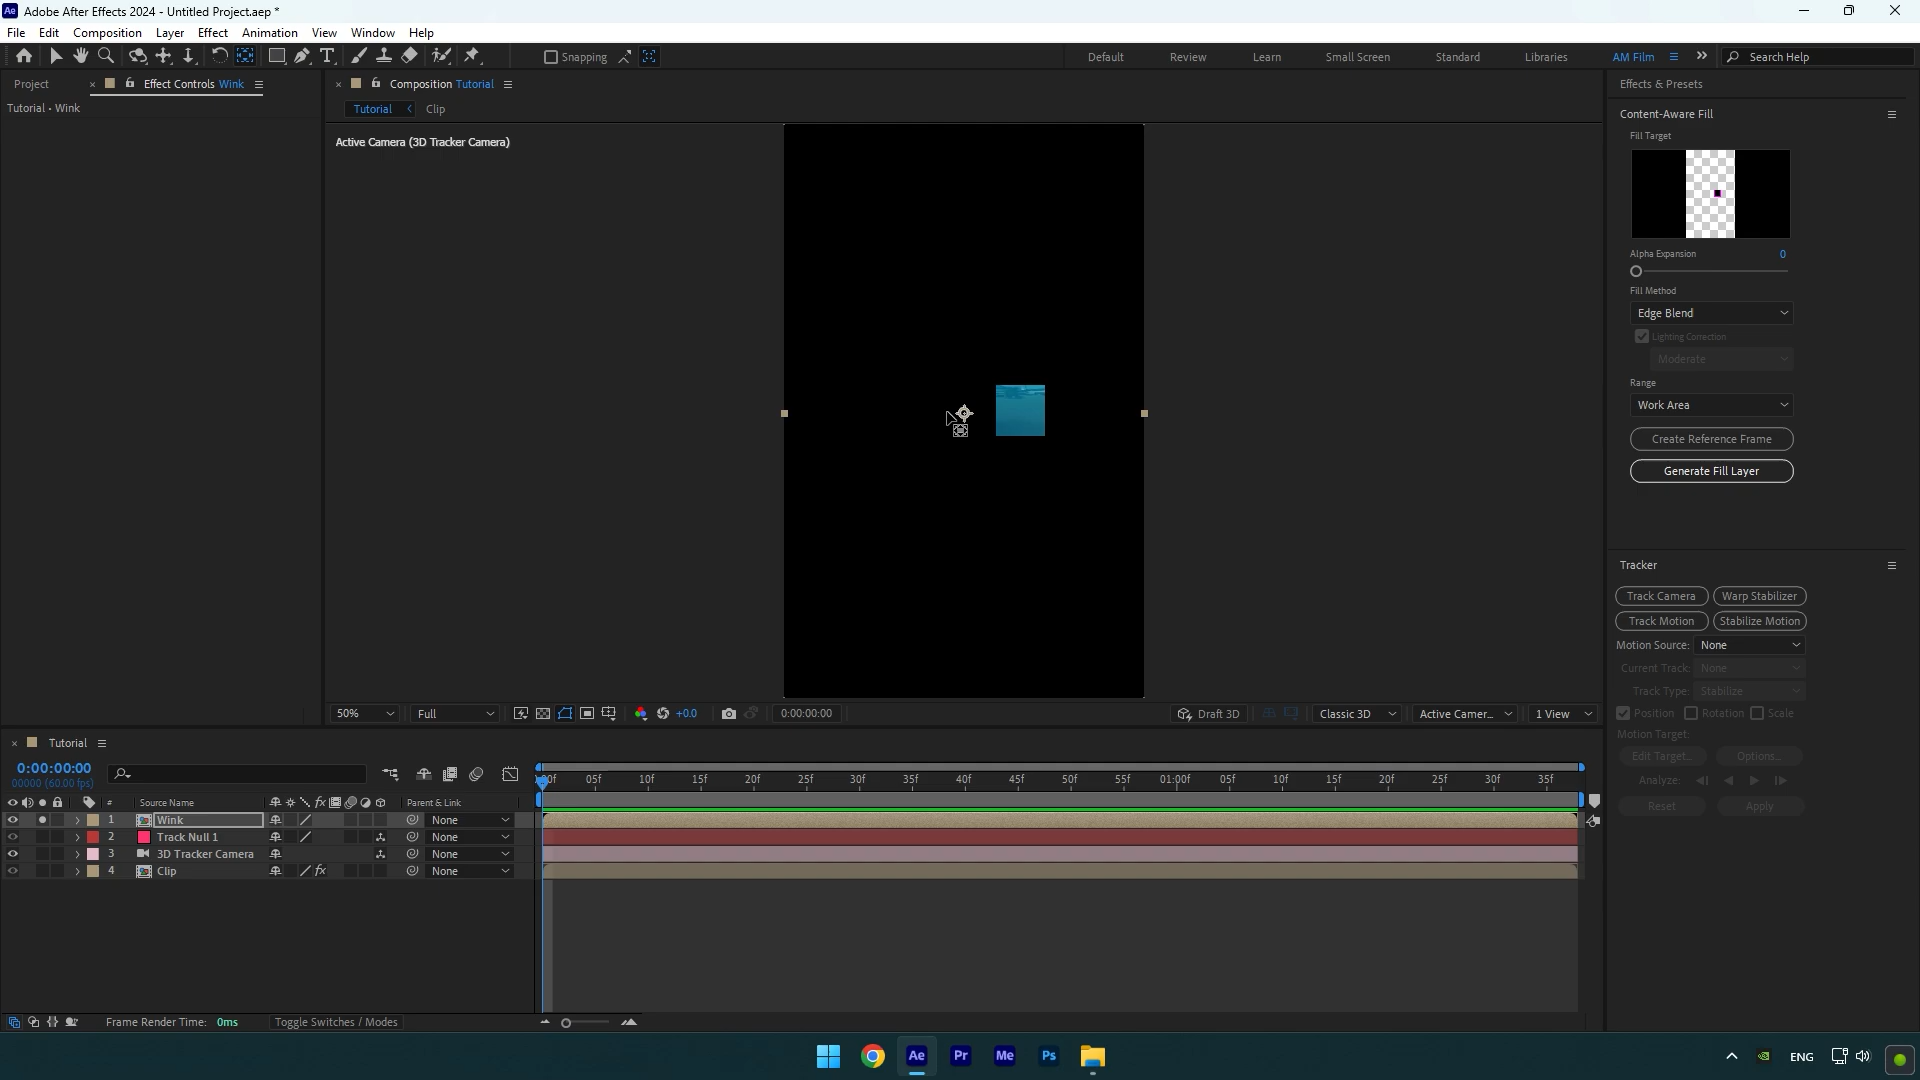 Ae Adobe After Effects 2024 - Untitled Project.aep *
File Edit Composition Layer Effect Animation View Window Help
Snapping
Default Review Learn Small Screen Standard Libraries AM Film Search Help
Project Effect Controls Wink
Composition Tutorial
Effects & Presets
Tutorial • Wink
Tutorial Clip
Active Camera (3D Tracker Camera)
Content-Aware Fill
Fill Target
Alpha Expansion 0
Fill Method
Edge Blend
Lighting Correction
Moderate
Range
Work Area
Create Reference Frame
Generate Fill Layer
Tracker
Track Camera Warp Stabilizer
Track Motion Stabilize Motion
Motion Source: None
Current Track: None
Track Type: Stabilize
Position Rotation Scale
Motion Target:
Edit Target... Options...
Analyze:
Reset Apply
50% Full +0.0 0:00:00:00 Draft 3D Classic 3D Active Camer... 1 View
Tutorial
0:00:00:00
00000 (60.00 fps)
05f 10f 15f 20f 25f 30f 35f 40f 45f 50f 55f 01:00f 05f 10f 15f 20f 25f 30f 35f
# Source Name fx Parent & Link
1 Wink None
2 Track Null 1 None
3 3D Tracker Camera None
4 Clip fx None
Frame Render Time: 0ms Toggle Switches / Modes
Ae Pr Me Ps ENG